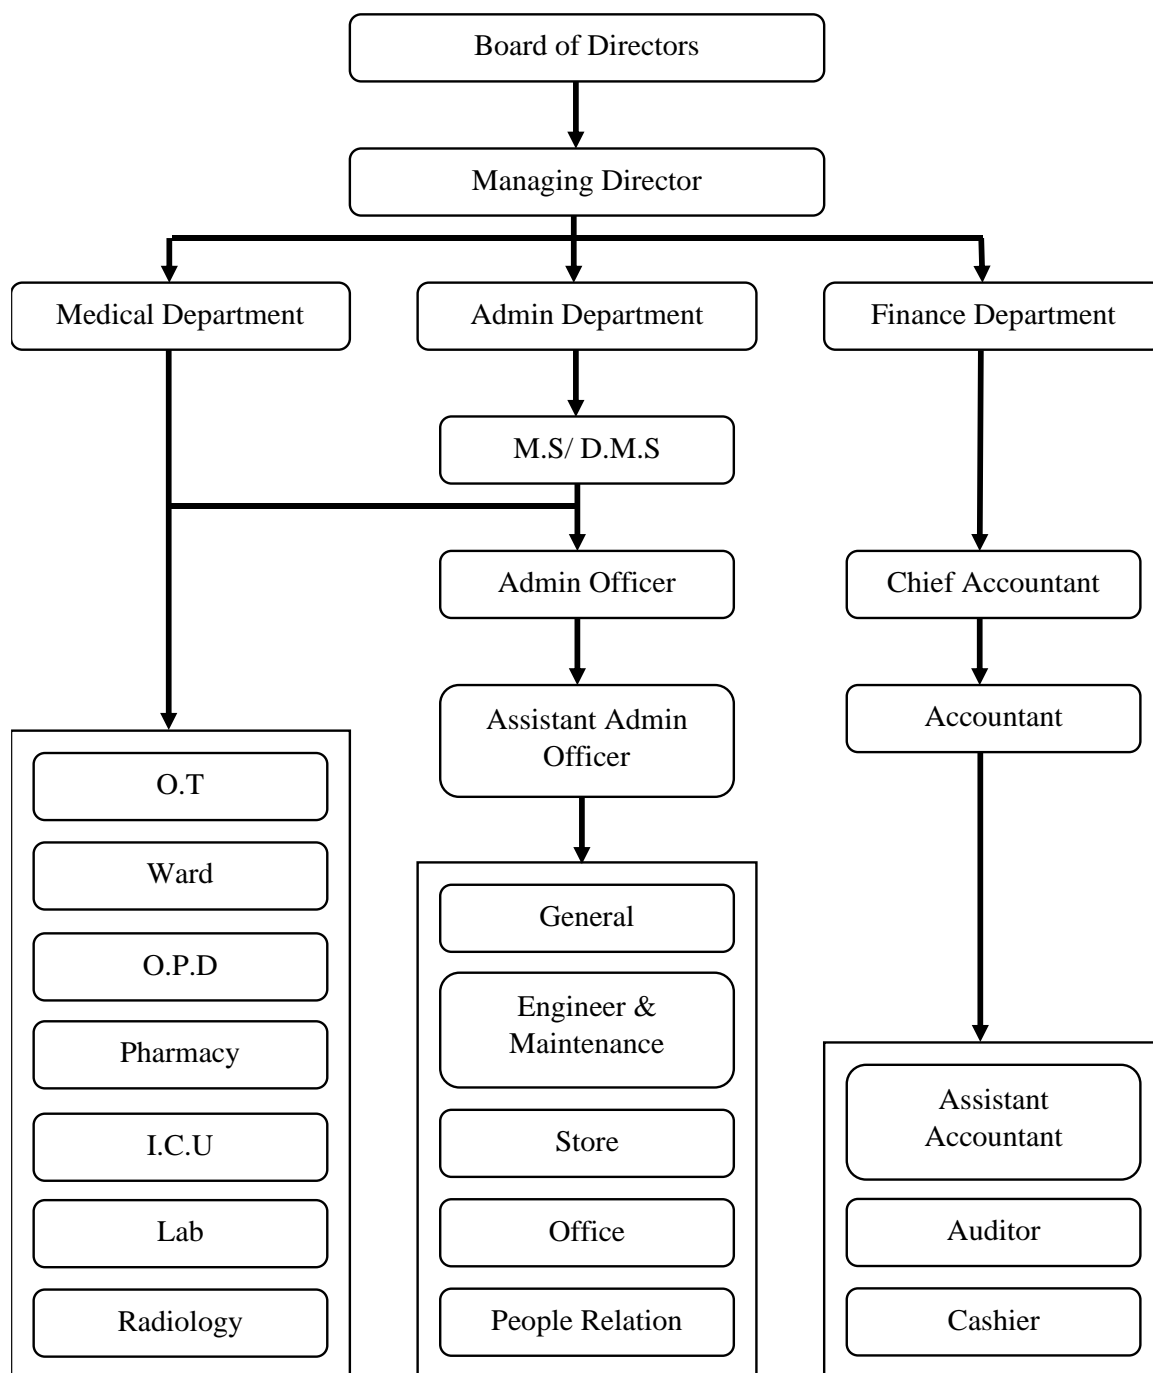 Board of Directors
Managing Director
Medical Department
Admin Department
Finance Department
M.S/ D.M.S
Admin Officer
Chief Accountant
Assistant Admin
Officer
Accountant
O.T
Ward
O.P.D
Pharmacy
I.C.U
Lab
Radiology
General
Engineer &
Maintenance
Store
Office
People Relation
Assistant
Accountant
Auditor
Cashier